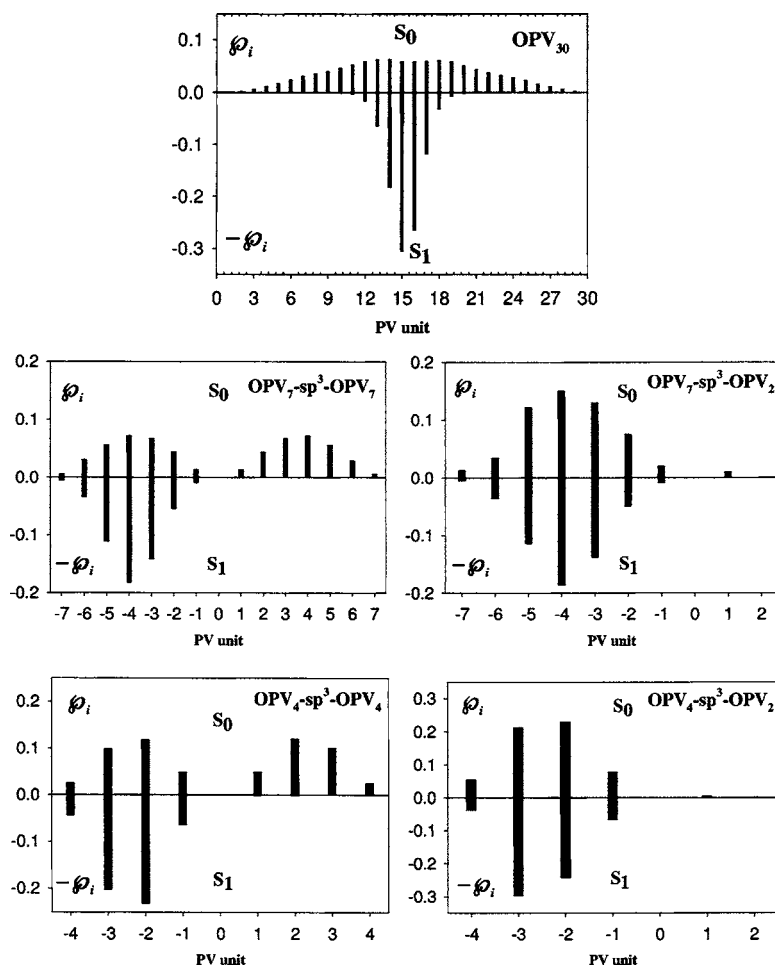 ℘i S0 OPV30
0.1
0.0
-0.1
-0.2
-0.3
−℘i S1
0 3 6 9 12 15 18 21 24 27 30
PV unit
0.2
0.1
0.0
-0.1
-0.2
℘i S0 OPV7-sp3-OPV7
−℘i S1
-7 -6 -5 -4 -3 -2 -1 0 1 2 3 4 5 6 7
PV unit
0.2
0.1
0.0
-0.1
-0.2
℘i S0 OPV7-sp3-OPV2
−℘i S1
-7 -6 -5 -4 -3 -2 -1 0 1 2
PV unit
0.2
0.1
0.0
-0.1
-0.2
℘i S0 OPV4-sp3-OPV4
−℘i S1
-4 -3 -2 -1 0 1 2 3 4
PV unit
0.3
0.2
0.1
0.0
-0.1
-0.2
-0.3
℘i S0 OPV4-sp3-OPV2
−℘i S1
-4 -3 -2 -1 0 1 2
PV unit